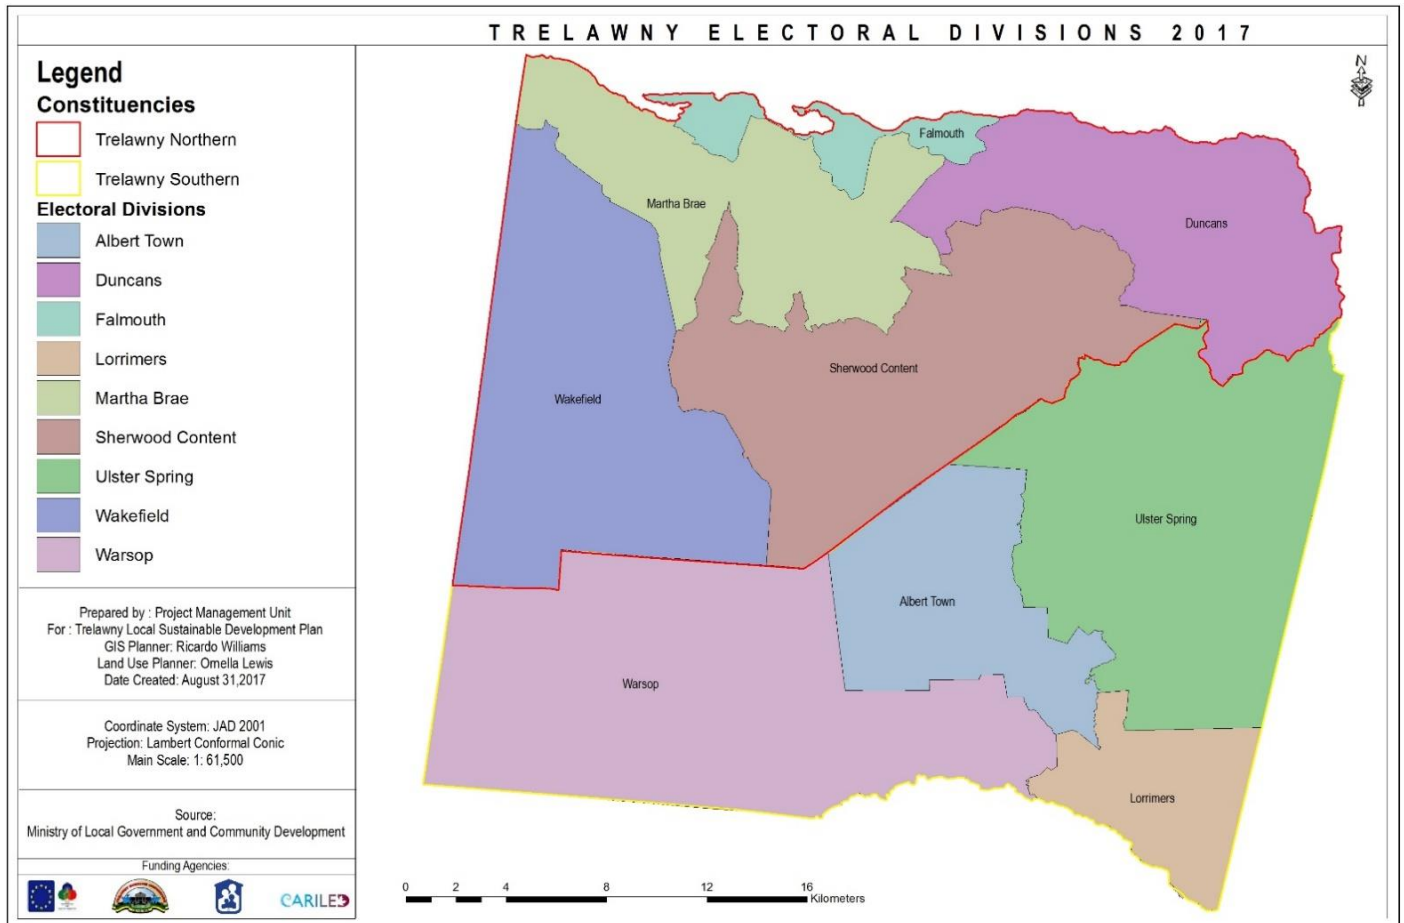 TRELAWNY ELECTORAL DIVISIONS 2017
Legend
Constituencies
Trelawny Northern
Trelawny Southern
Electoral Divisions
Albert Town
Duncans
Falmouth
Lorrimers
Martha Brae
Sherwood Content
Ulster Spring
Wakefield
Warsop
Prepared by : Project Management Unit
For : Trelawny Local Sustainable Development Plan
GIS Planner: Ricardo Williams
Land Use Planner: Ornella Lewis
Date Created: August 31,2017
Coordinate System: JAD 2001
Projection: Lambert Conformal Conic
Main Scale: 1: 61,500
Source:
Ministry of Local Government and Community Development
Funding Agencies:
CARILED
N
Falmouth
Martha Brae
Duncans
Sherwood Content
Wakefield
Ulster Spring
Albert Town
Warsop
Lorrimers
0 2 4 8 12 16
Kilometers